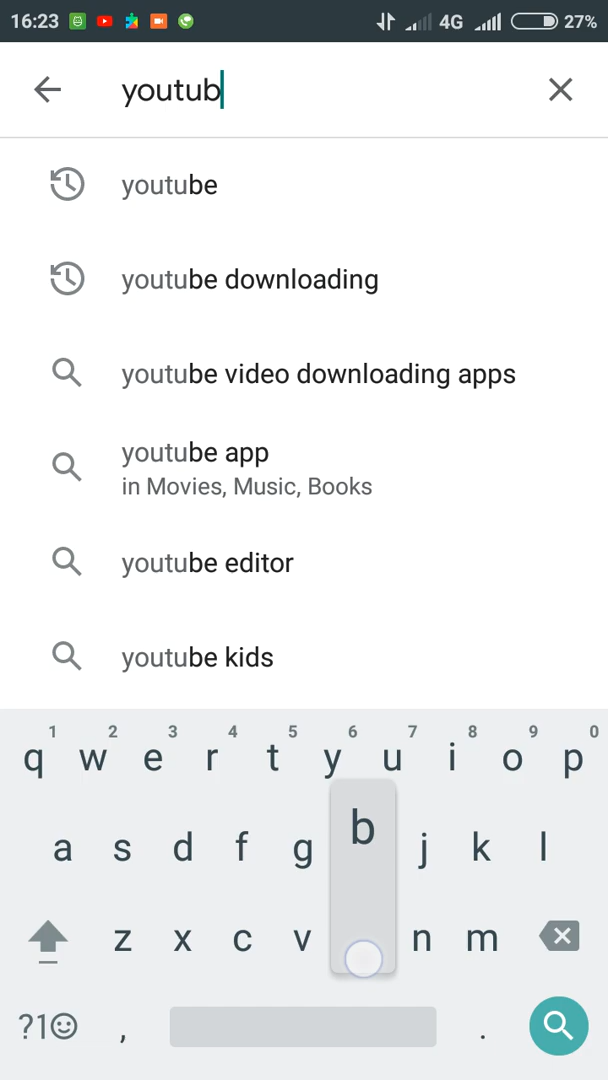 16:23 4G 27%
youtub
youtube
youtube downloading
youtube video downloading apps
youtube app
in Movies, Music, Books
youtube editor
youtube kids
1 2 3 4 5 6 7 8 9 0
q w e r t y u i o p
b
a s d f g j k l
z x c v n m
?1 , .